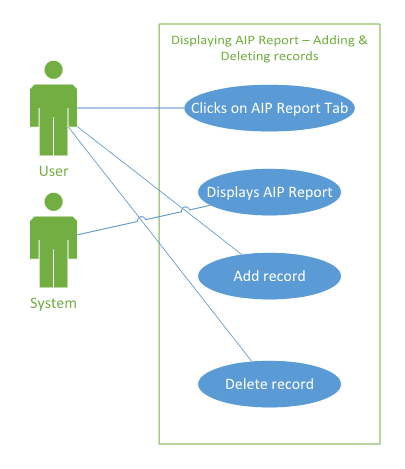 Displaying AIP Report – Adding &
Deleting records
Clicks on AIP Report Tab
User
Displays AIP Report
Add record
System
Delete record